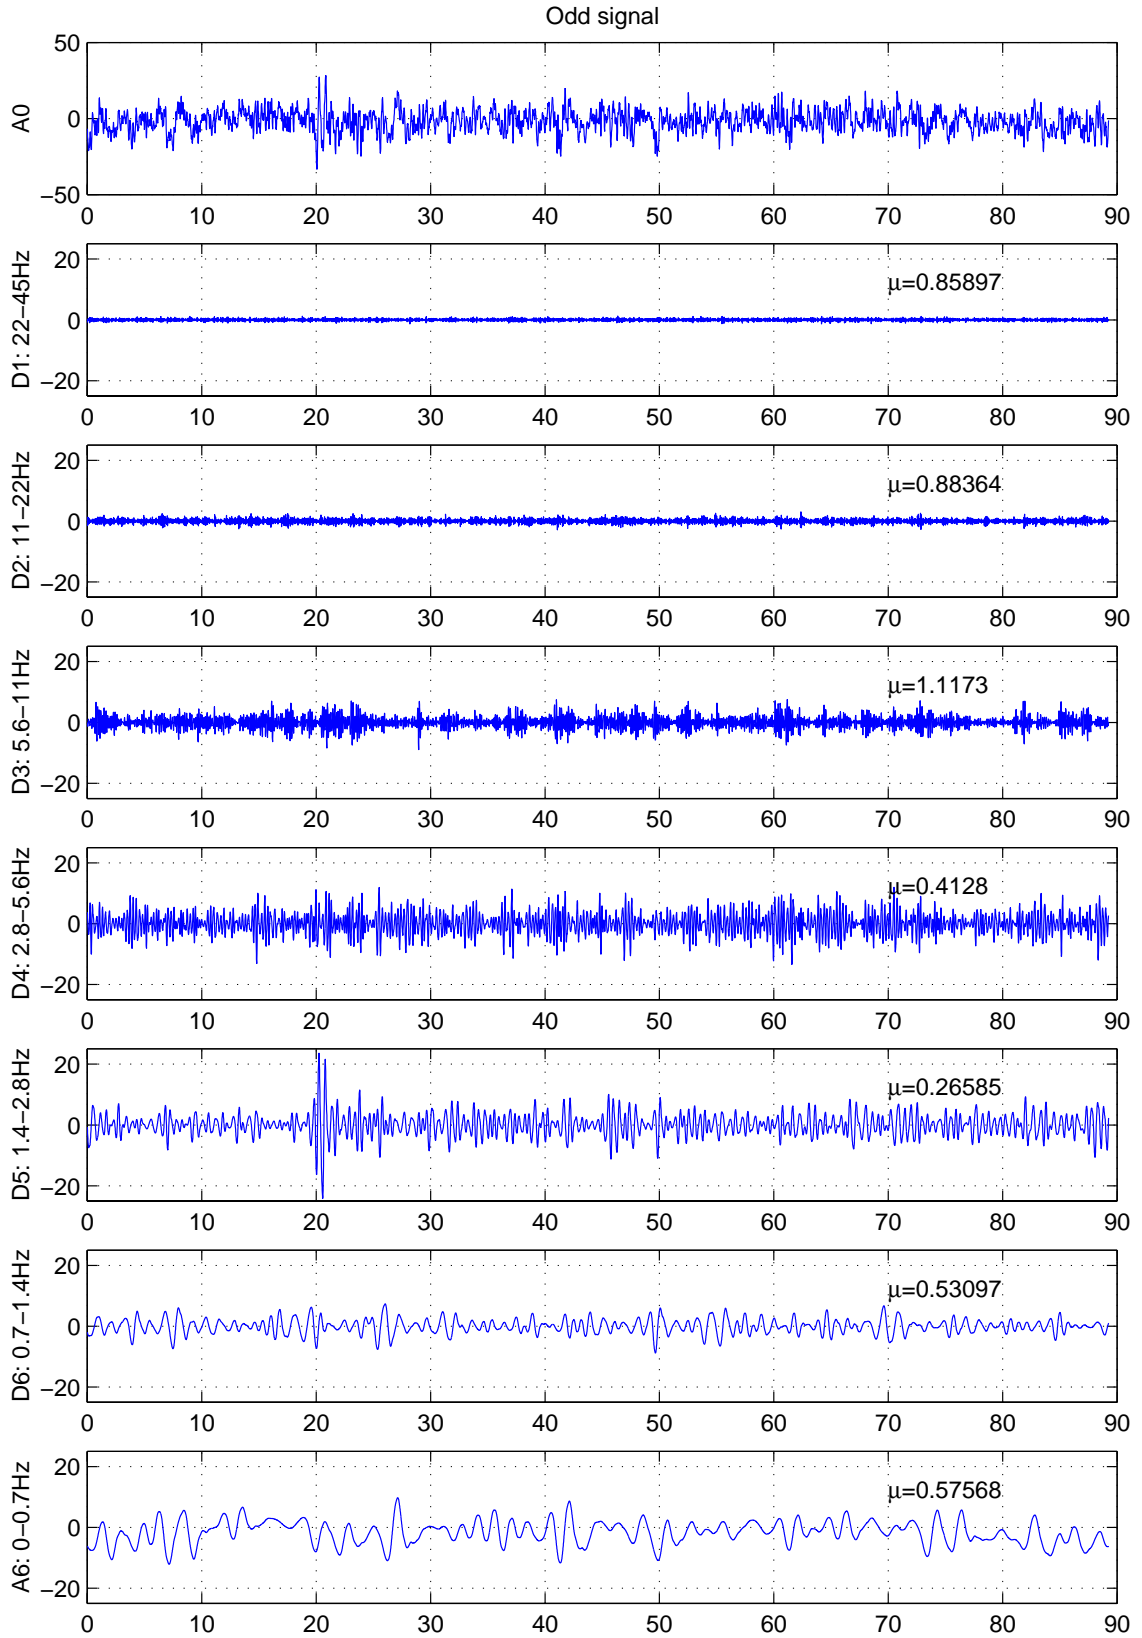 Odd signal
A0
50
0
−50
0 10 20 30 40 50 60 70 80 90
D1: 22−45Hz
20
0
−20
μ=0.85897
0 10 20 30 40 50 60 70 80 90
D2: 11−22Hz
20
0
−20
μ=0.88364
0 10 20 30 40 50 60 70 80 90
D3: 5.6−11Hz
20
0
−20
μ=1.1173
0 10 20 30 40 50 60 70 80 90
D4: 2.8−5.6Hz
20
0
−20
μ=0.4128
0 10 20 30 40 50 60 70 80 90
D5: 1.4−2.8Hz
20
0
−20
μ=0.26585
0 10 20 30 40 50 60 70 80 90
D6: 0.7−1.4Hz
20
0
−20
μ=0.53097
0 10 20 30 40 50 60 70 80 90
A6: 0−0.7Hz
20
0
−20
μ=0.57568
0 10 20 30 40 50 60 70 80 90